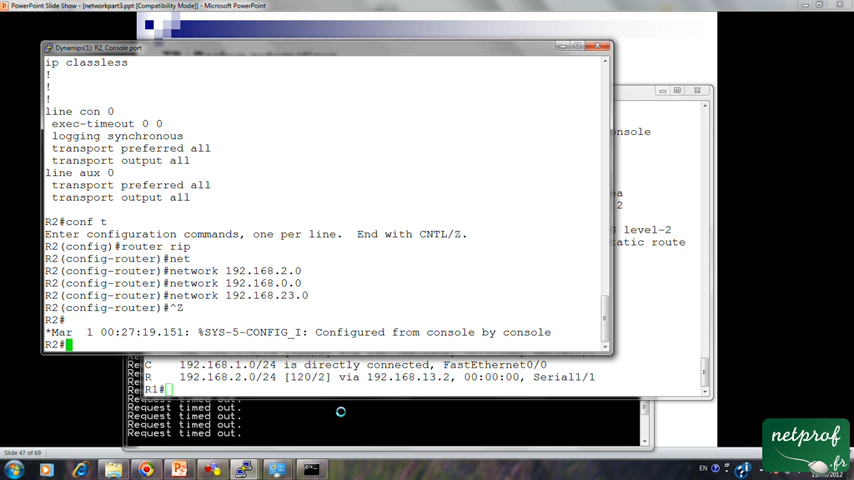 PowerPoint Slide Show - [networkpart3.ppt [Compatibility Mode]] - Microsoft PowerPoint
Dynamips(1): R2, Console port
ip classless
!
!
!
line con 0
exec-timeout 0 0
logging synchronous
transport preferred all
transport output all
line aux 0
transport preferred all
transport output all
R2#conf t
Enter configuration commands, one per line.  End with CNTL/Z.
R2(config)#router rip
R2(config-router)#net
R2(config-router)#network 192.168.2.0
R2(config-router)#network 192.168.0.0
R2(config-router)#network 192.168.23.0
R2(config-router)#^Z
R2#
*Mar  1 00:27:19.151: %SYS-5-CONFIG_I: Configured from console by console
R2#
onsole
ea
2
S level-2
tatic route
C    192.168.1.0/24 is directly connected, FastEthernet0/0
R    192.168.2.0/24 [120/2] via 192.168.13.2, 00:00:00, Serial1/1
R1#
Request timed out.
Request timed out.
Request timed out.
Request timed out.
Slide 47 of 69
EN
netprof
.fr